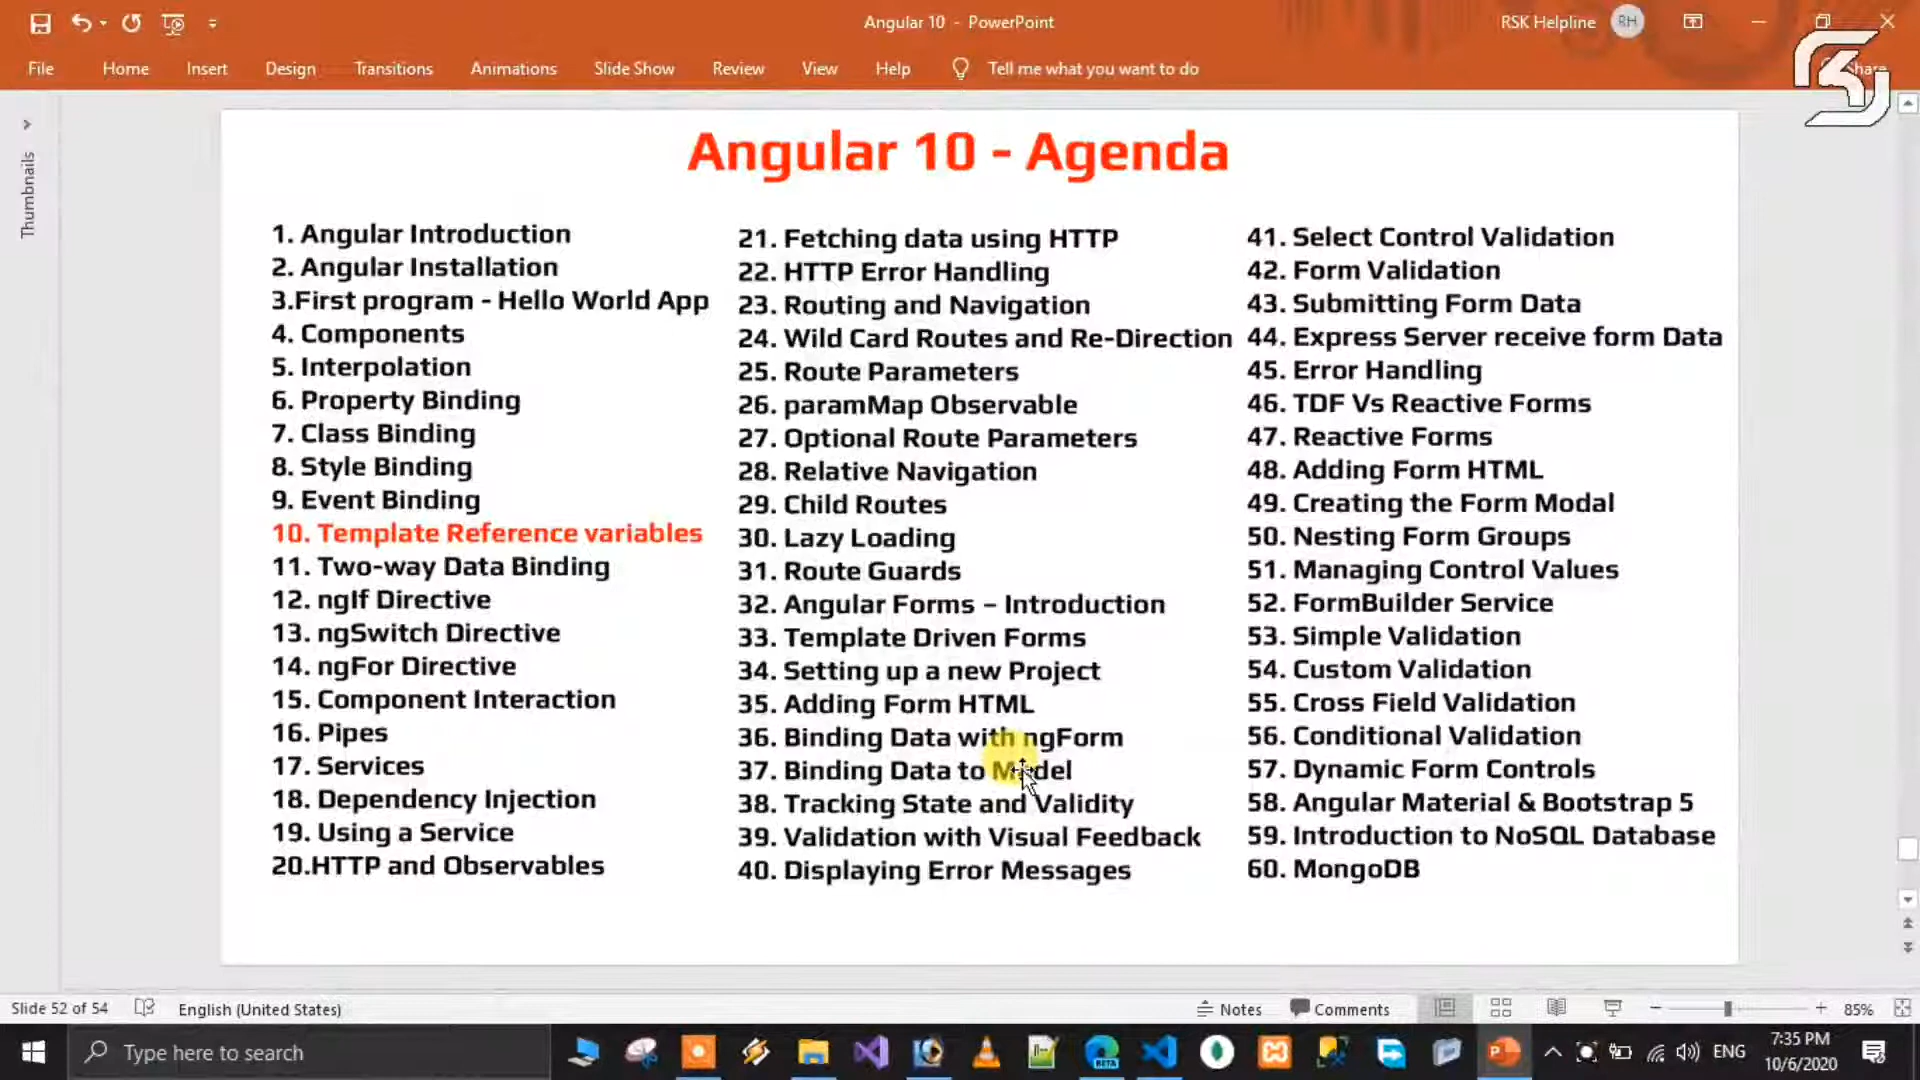 Angular 10 - PowerPoint
RSK Helpline RH
File Home Insert Design Transitions Animations Slide Show Review View Help Tell me what you want to do Share
Thumbnails
Angular 10 - Agenda
1. Angular Introduction
2. Angular Installation
3.First program - Hello World App
4. Components
5. Interpolation
6. Property Binding
7. Class Binding
8. Style Binding
9. Event Binding
10. Template Reference variables
11. Two-way Data Binding
12. ngIf Directive
13. ngSwitch Directive
14. ngFor Directive
15. Component Interaction
16. Pipes
17. Services
18. Dependency Injection
19. Using a Service
20.HTTP and Observables
21. Fetching data using HTTP
22. HTTP Error Handling
23. Routing and Navigation
24. Wild Card Routes and Re-Direction
25. Route Parameters
26. paramMap Observable
27. Optional Route Parameters
28. Relative Navigation
29. Child Routes
30. Lazy Loading
31. Route Guards
32. Angular Forms – Introduction
33. Template Driven Forms
34. Setting up a new Project
35. Adding Form HTML
36. Binding Data with ngForm
37. Binding Data to Model
38. Tracking State and Validity
39. Validation with Visual Feedback
40. Displaying Error Messages
41. Select Control Validation
42. Form Validation
43. Submitting Form Data
44. Express Server receive form Data
45. Error Handling
46. TDF Vs Reactive Forms
47. Reactive Forms
48. Adding Form HTML
49. Creating the Form Modal
50. Nesting Form Groups
51. Managing Control Values
52. FormBuilder Service
53. Simple Validation
54. Custom Validation
55. Cross Field Validation
56. Conditional Validation
57. Dynamic Form Controls
58. Angular Material & Bootstrap 5
59. Introduction to NoSQL Database
60. MongoDB
Slide 52 of 54 English (United States) Notes Comments 85%
Type here to search
BETA
ENG
7:35 PM
10/6/2020